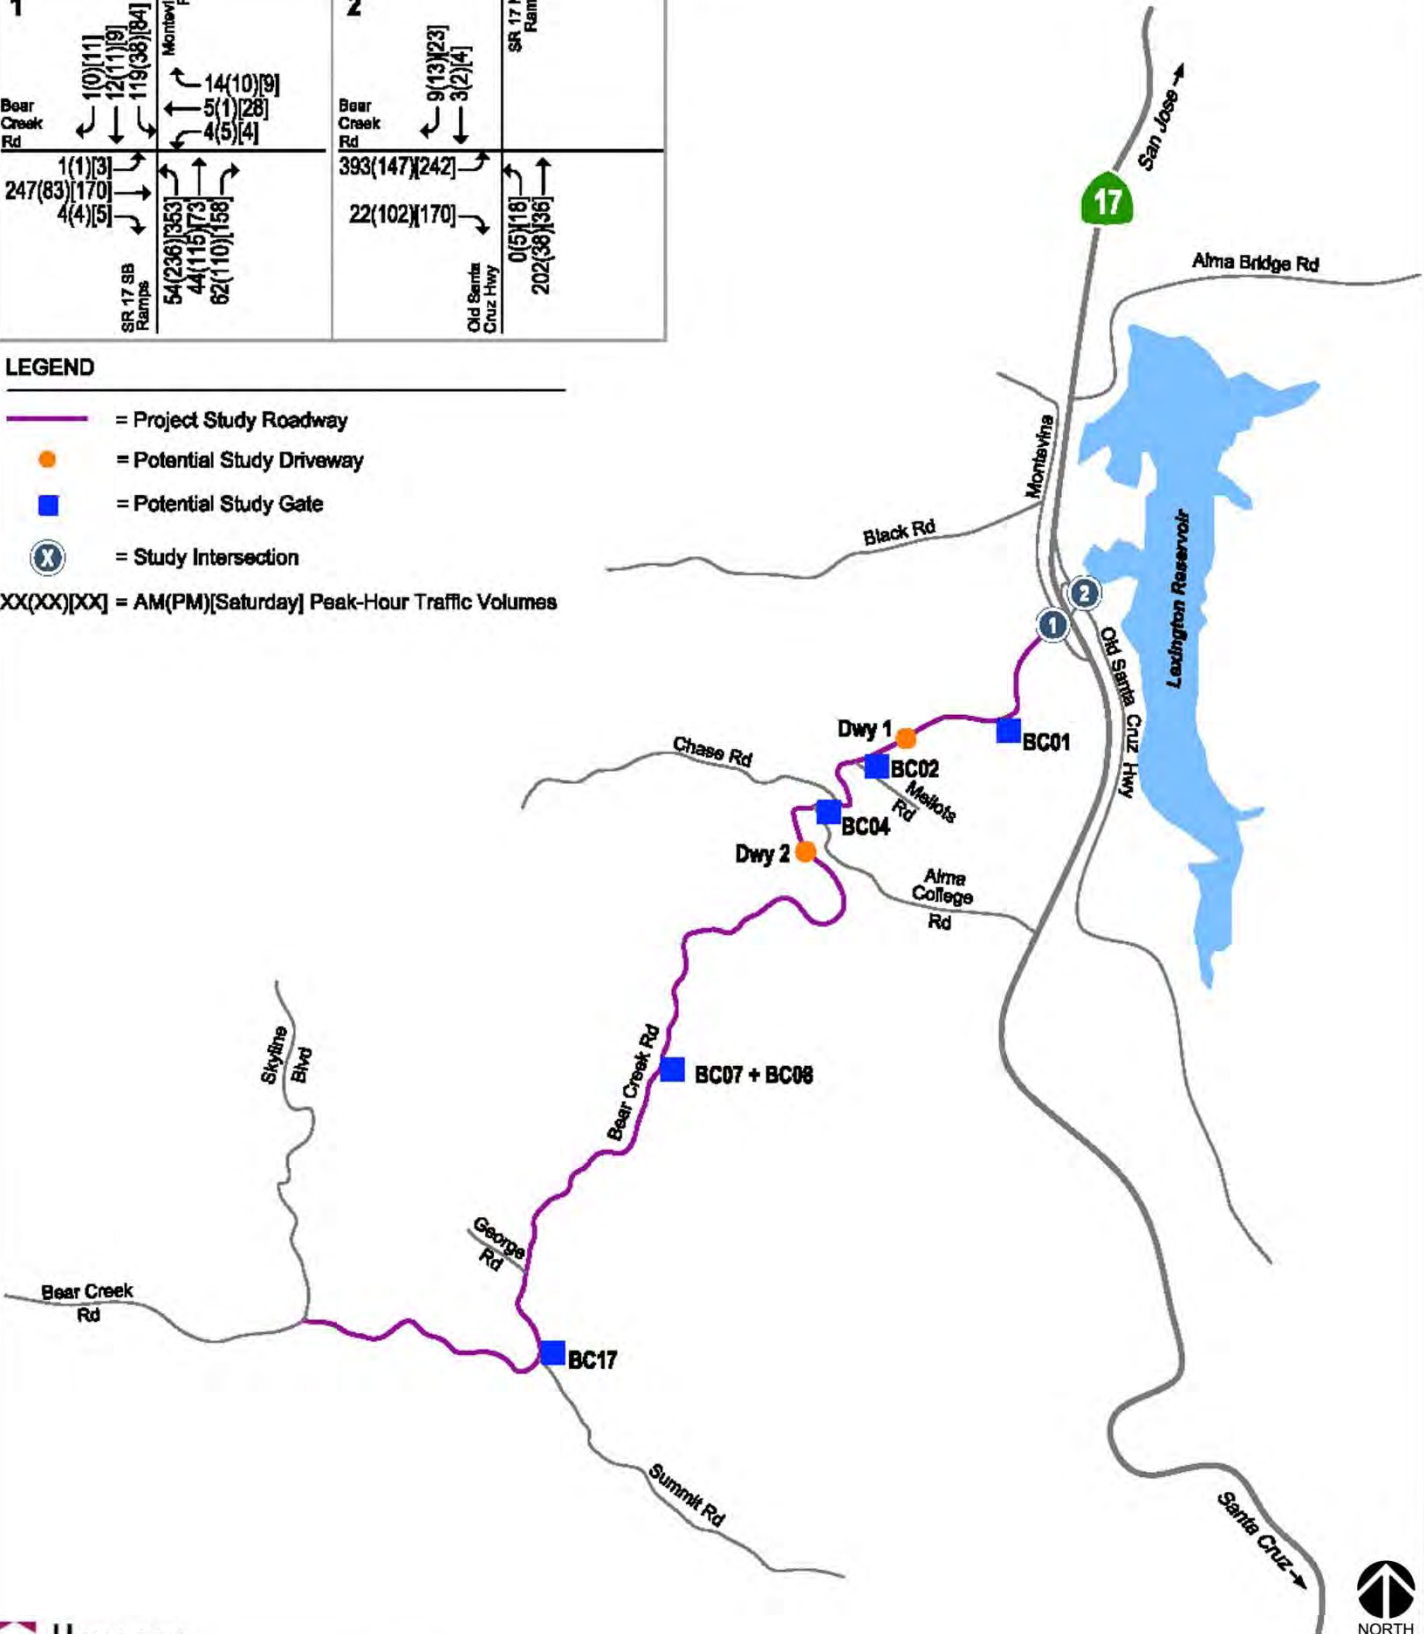 1
1(0)[11]
12(11)[9]
119(38)[84]
14(10)[9]
5(1)[28]
4(5)[4]
Bear
Creek
Rd
1(1)[3]
247(83)[170]
4(4)[5]
SR 17 SB
Ramps
54(236)[353]
44(115)[73]
62(110)[158]
2
9(13)[23]
3(2)[4]
SR 17
Bear
Creek
Rd
393(147)[242]
22(102)[170]
Old Santa
Cruz Hwy
0(5)[18]
202(38)[36]
LEGEND
= Project Study Roadway
= Potential Study Driveway
= Potential Study Gate
X = Study Intersection
XX(XX)[XX] = AM(PM)[Saturday] Peak-Hour Traffic Volumes
San Jose
17
Alma Bridge Rd
Montevina
Black Rd
Lexington Reservoir
2
1
Old Santa Cruz Hwy
Dwy 1
BC01
Chase Rd
BC02
Mellots
Rd
BC04
Dwy 2
Alma
College
Rd
Skyline
Blvd
Bear Creek Rd
BC07 + BC08
George
Rd
Bear Creek
Rd
BC17
Summit Rd
Santa Cruz
NORTH